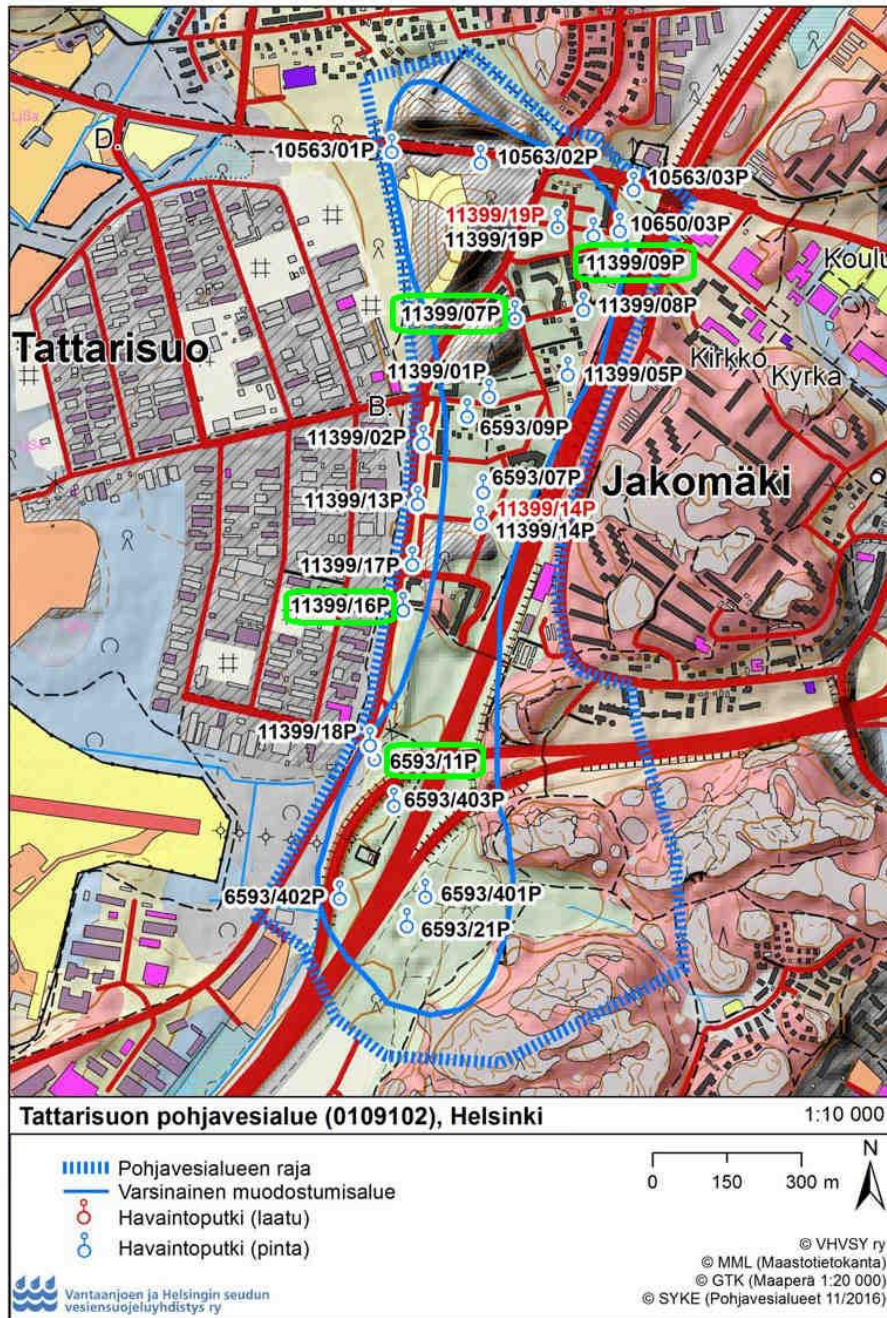 LjSa
D.
10563/01P
10563/02P
10563/03P
11399/19P
11399/19P
10650/03P
11399/09P
Koulu
11399/07P
11399/08P
Tattarisuo
Kirkko
Kyrka
11399/01P
11399/05P
B.
6593/09P
11399/02P
6593/07P
Jakomäki
11399/13P
11399/14P
11399/14P
11399/17P
11399/16P
11399/18P
6593/11P
6593/403P
6593/402P
6593/401P
6593/21P
Tattarisuon pohjavesialue (0109102), Helsinki
1:10 000
Pohjavesialueen raja
Varsinainen muodostumisalue
Havaintoputki (laatu)
Havaintoputki (pinta)
N
0 150 300 m
© VHVSY ry
© MML (Maastotietokanta)
© GTK (Maaperä 1:20 000)
© SYKE (Pohjavesialueet 11/2016)
Vantaanjoen ja Helsingin seudun
vesiensuojeluyhdistys ry